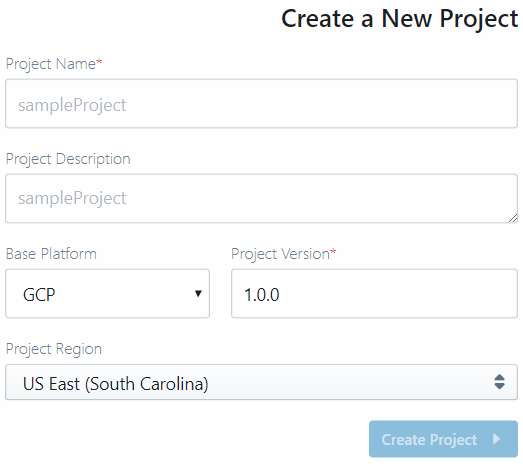 Create a New Project
Project Name*
sampleProject
Project Description
sampleProject
Base Platform
Project Version*
GCP
1.0.0
Project Region
US East (South Carolina)
Create Project